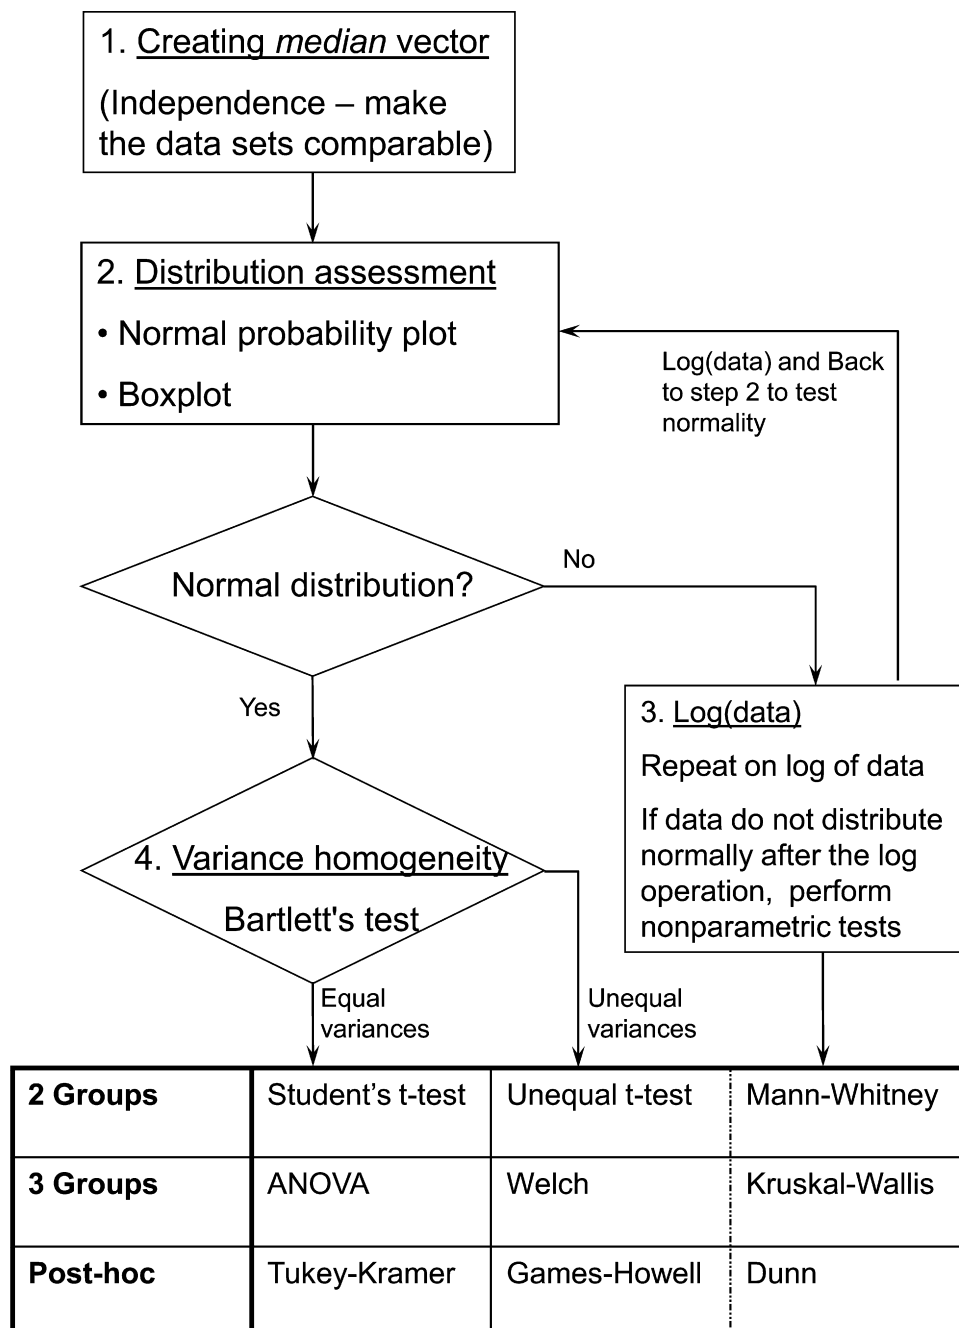 1. Creating median vector
(Independence – make
the data sets comparable)
2. Distribution assessment
• Normal probability plot
• Boxplot
Log(data) and Back
to step 2 to test
normality
Normal distribution?
No
Yes
3. Log(data)
Repeat on log of data
If data do not distribute
normally after the log
operation, perform
nonparametric tests
4. Variance homogeneity
Bartlett's test
Equal
variances
Unequal
variances
2 Groups Student’s t-test Unequal t-test Mann-Whitney
3 Groups ANOVA Welch Kruskal-Wallis
Post-hoc Tukey-Kramer Games-Howell Dunn